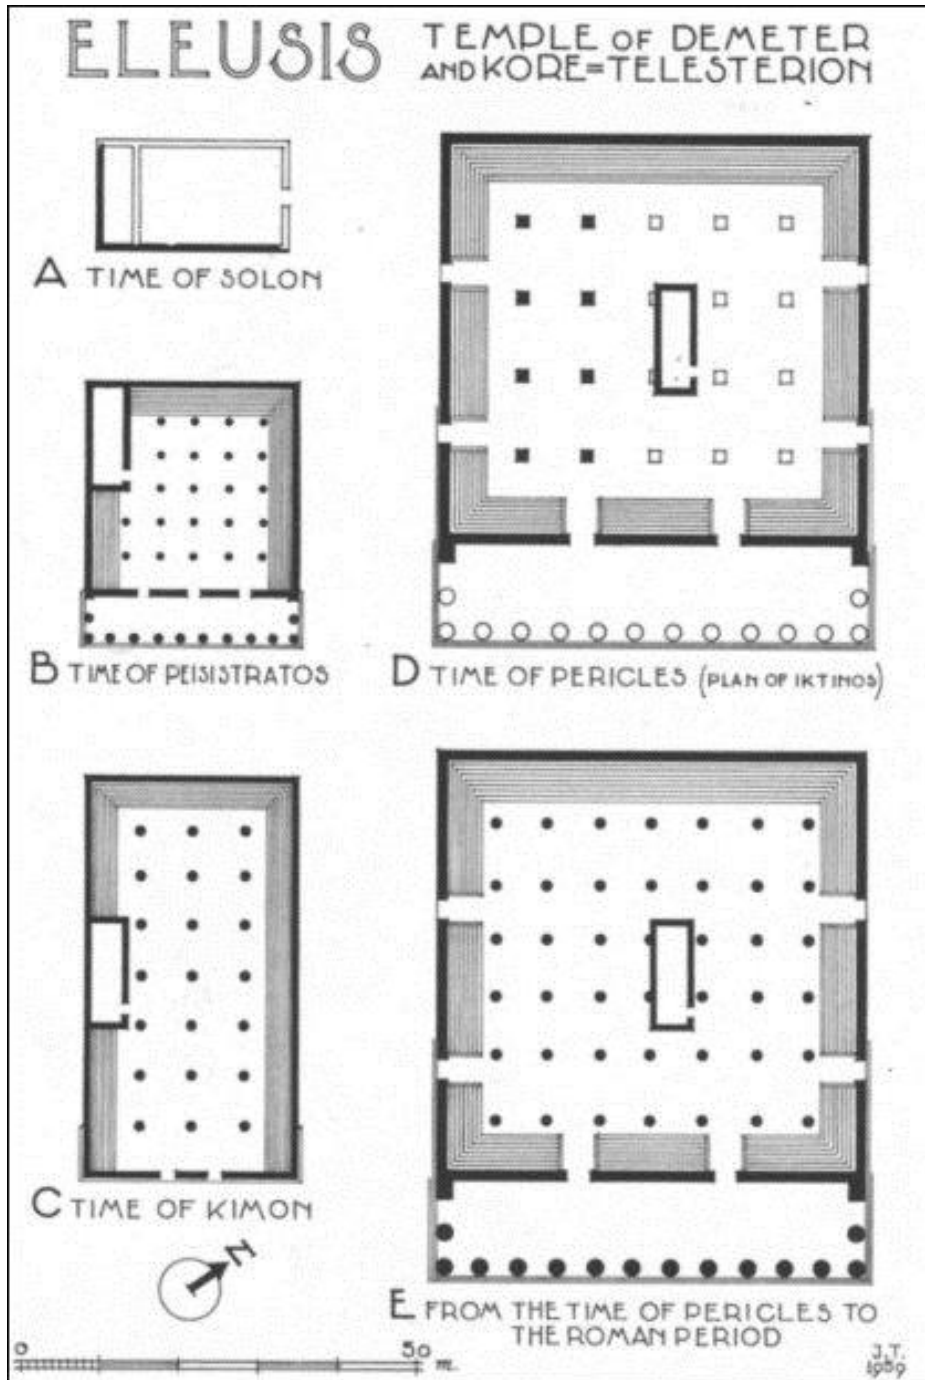 ELEUSIS
TEMPLE OF DEMETER
AND KORE=TELESTERION
A TIME OF SOLON
B TIME OF PEISISTRATOS
D TIME OF PERICLES (PLAN OF IKTINOS)
C TIME OF KIMON
N
E FROM THE TIME OF PERICLES TO
THE ROMAN PERIOD
0 50 m.
J.T.
1959